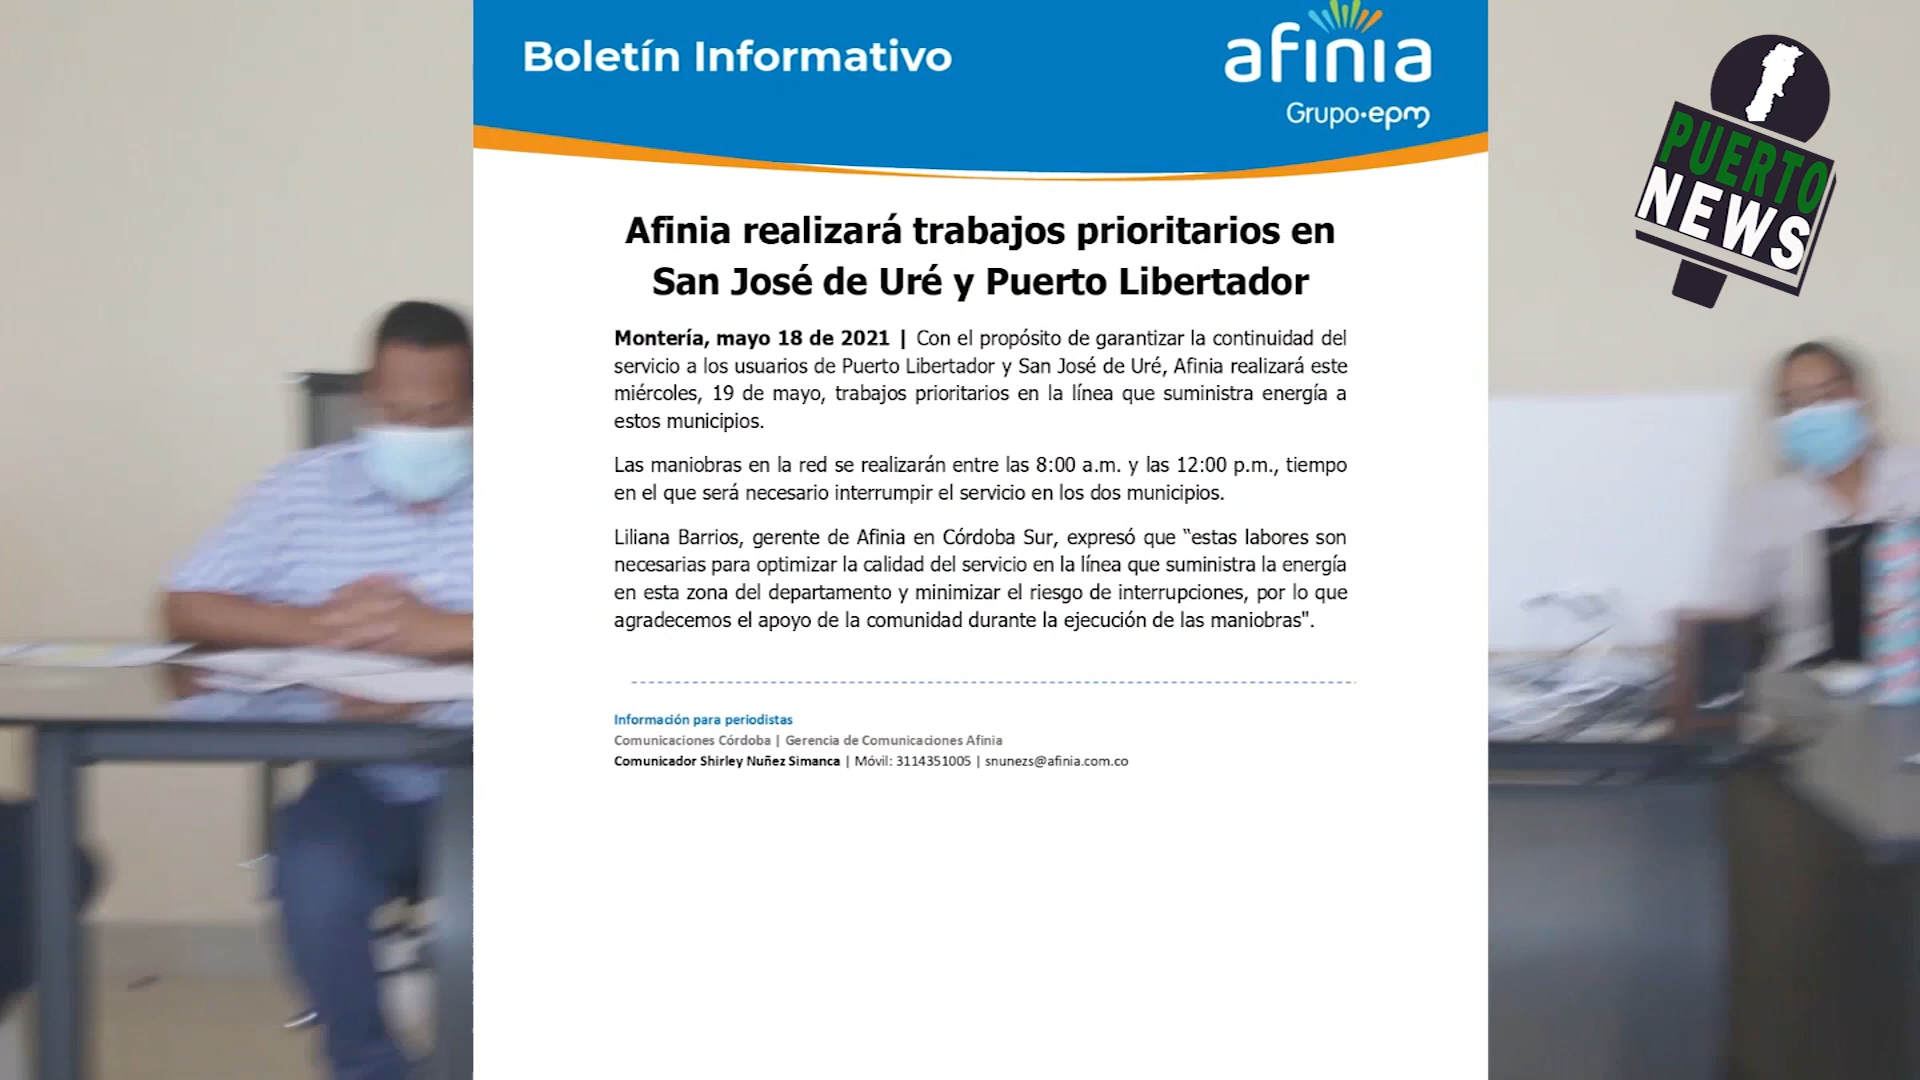 Boletín Informativo
afinia
Grupo·epm
PUERTO
NEWS
Afinia realizará trabajos prioritarios en
San José de Uré y Puerto Libertador
Montería, mayo 18 de 2021 | Con el propósito de garantizar la continuidad del
servicio a los usuarios de Puerto Libertador y San José de Uré, Afinia realizará este
miércoles, 19 de mayo, trabajos prioritarios en la línea que suministra energía a
estos municipios.
Las maniobras en la red se realizarán entre las 8:00 a.m. y las 12:00 p.m., tiempo
en el que será necesario interrumpir el servicio en los dos municipios.
Liliana Barrios, gerente de Afinia en Córdoba Sur, expresó que “estas labores son
necesarias para optimizar la calidad del servicio en la línea que suministra la energía
en esta zona del departamento y minimizar el riesgo de interrupciones, por lo que
agradecemos el apoyo de la comunidad durante la ejecución de las maniobras".
Información para periodistas
Comunicaciones Córdoba | Gerencia de Comunicaciones Afinia
Comunicador Shirley Nuñez Simanca | Móvil: 3114351005 | snunezs@afinia.com.co